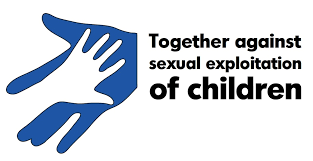 Together against
sexual exploitation
of children